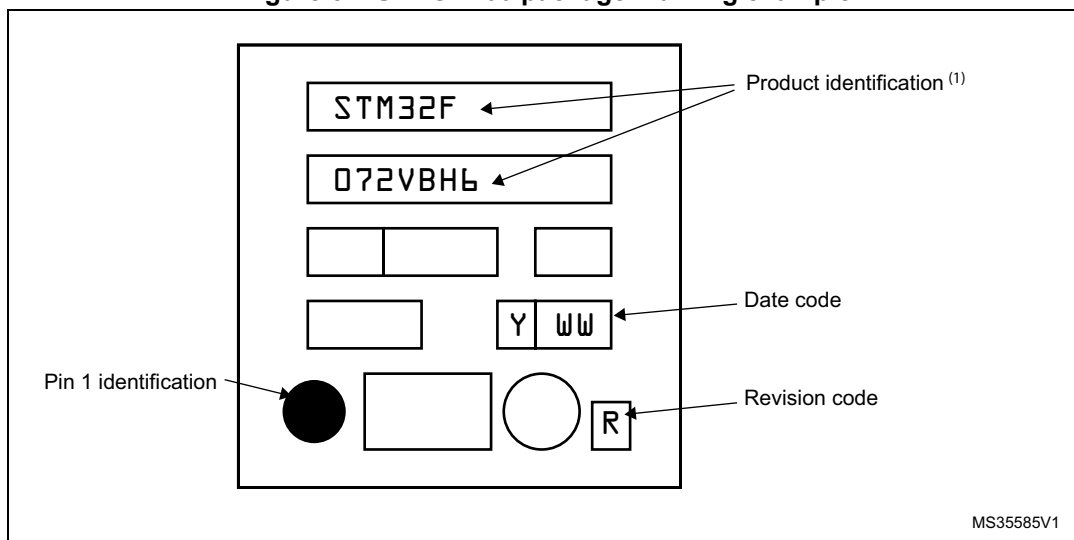 Product identification (1)
STM32F
072VBH6
Date code
Y WW
Pin 1 identification
Revision code
R
MS35585V1